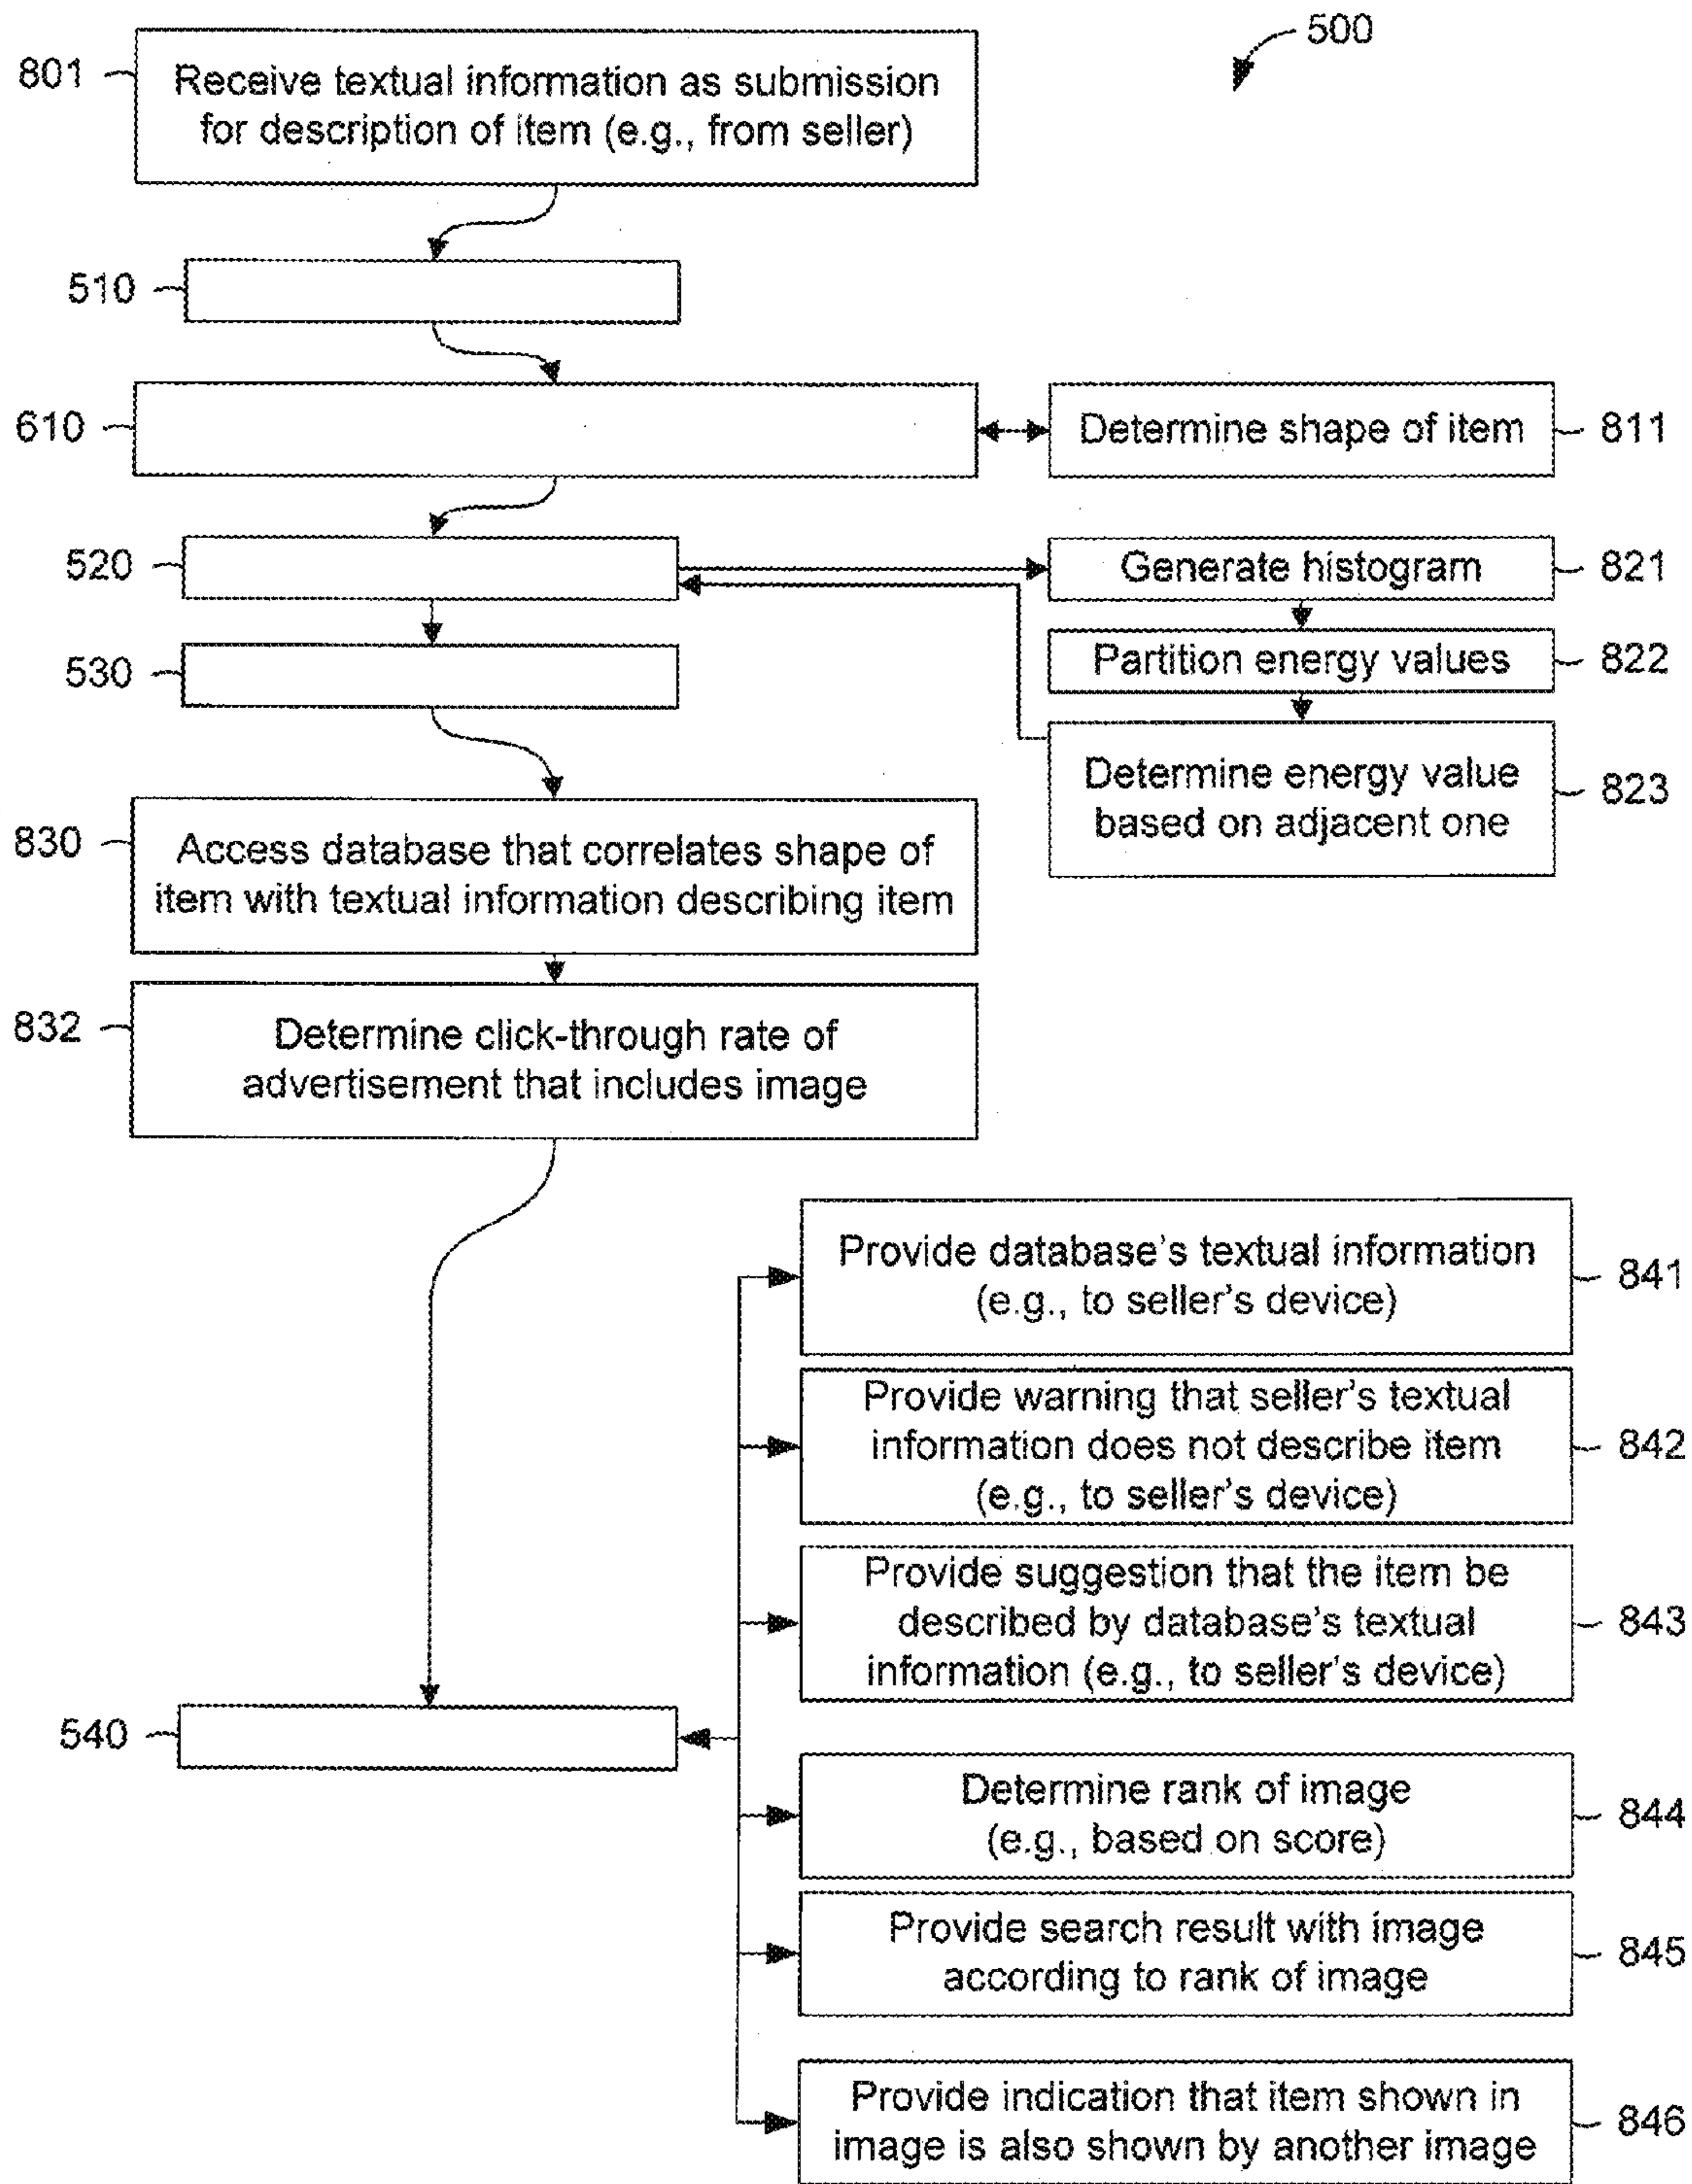 500
801
Receive textual information as submission
for description of item (e.g., from seller)
510
610
Determine shape of item
811
520
Generate histogram
821
530
Partition energy values
822
Determine energy value
based on adjacent one
823
830
Access database that correlates shape of
item with textual information describing item
832
Determine click-through rate of
advertisement that includes image
Provide database's textual information
(e.g., to seller's device)
841
Provide warning that seller's textual
information does not describe item
(e.g., to seller's device)
842
Provide suggestion that the item be
described by database's textual
information (e.g., to seller's device)
843
540
Determine rank of image
(e.g., based on score)
844
Provide search result with image
according to rank of image
845
Provide indication that item shown in
image is also shown by another image
846